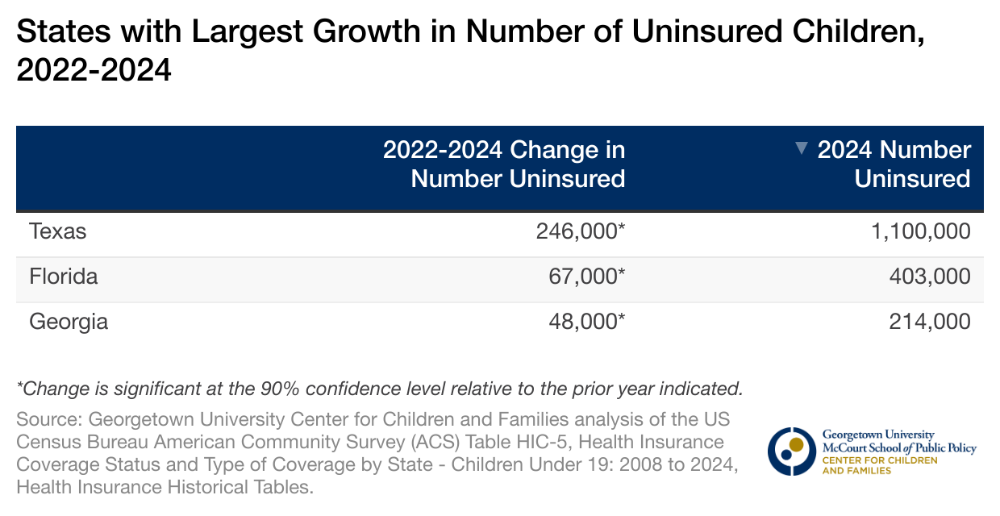 States with Largest Growth in Number of Uninsured Children,
2022-2024
2022-2024 Change in
Number Uninsured
▼ 2024 Number
Uninsured
Texas 246,000* 1,100,000
Florida 67,000* 403,000
Georgia 48,000* 214,000
*Change is significant at the 90% confidence level relative to the prior year indicated.
Source: Georgetown University Center for Children and Families analysis of the US
Census Bureau American Community Survey (ACS) Table HIC-5, Health Insurance
Coverage Status and Type of Coverage by State - Children Under 19: 2008 to 2024,
Health Insurance Historical Tables.
Georgetown University
McCourt School of Public Policy
CENTER FOR CHILDREN
AND FAMILIES